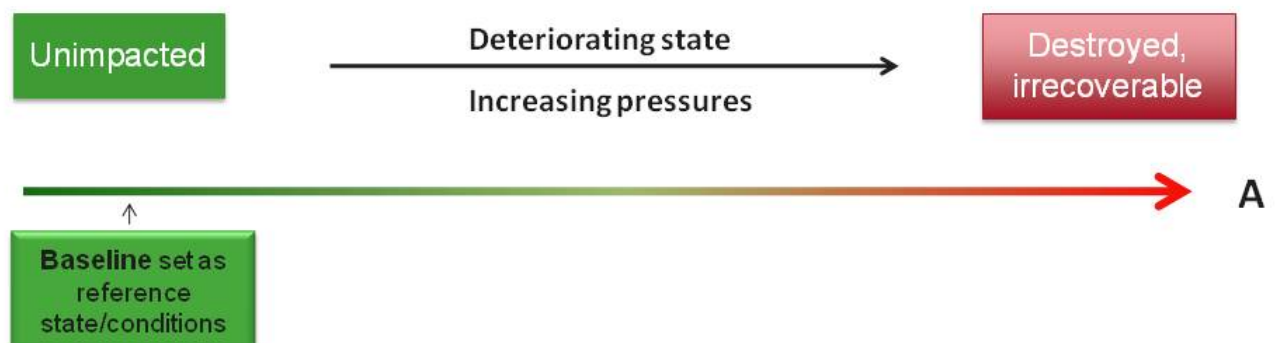 Unimpacted
Deteriorating state
Increasing pressures
Destroyed,
irrecoverable
A
Baseline set as
reference
state/conditions